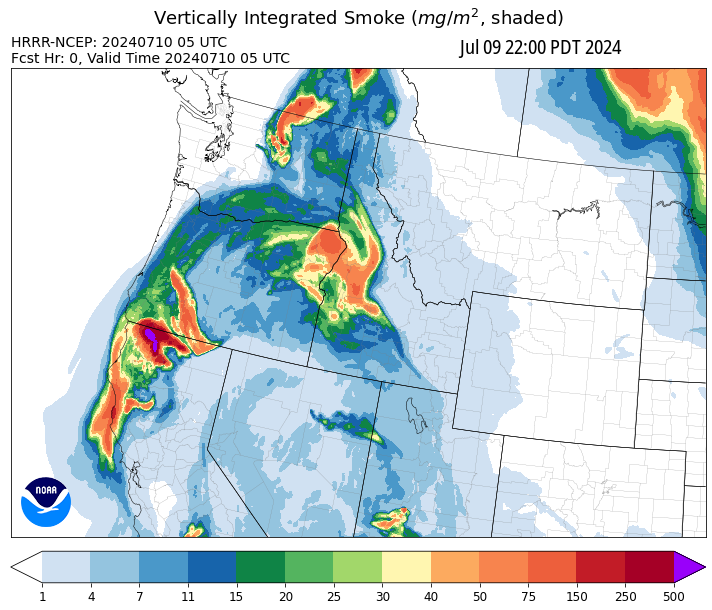 Vertically Integrated Smoke (mg/m², shaded)
HRRR-NCEP: 20240710 05 UTC
Jul 09 22:00 PDT 2024
Fcst Hr: 0, Valid Time 20240710 05 UTC
NOAA
1 4 7 11 15 20 25 30 40 50 75 150 250 500